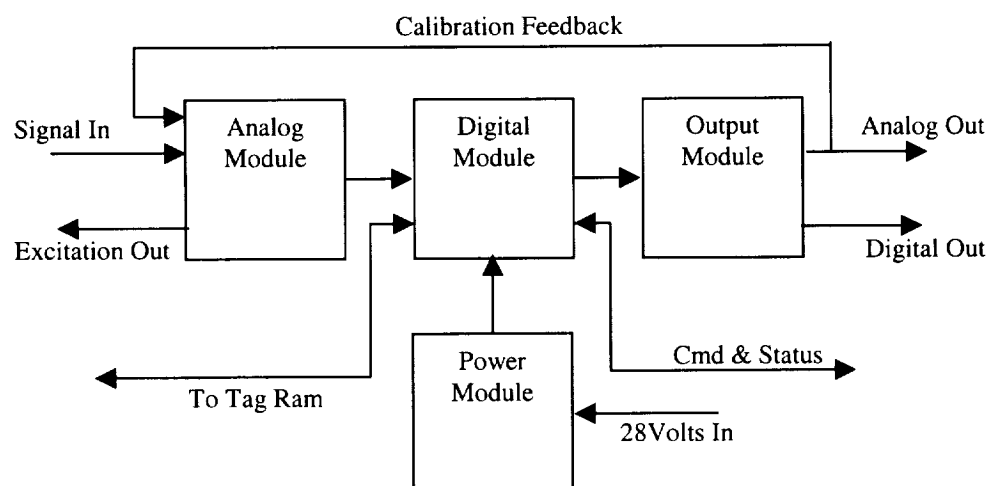 Calibration Feedback
Signal In
Analog
Module
Digital
Module
Output
Module
Analog Out
Excitation Out
Digital Out
To Tag Ram
Power
Module
Cmd & Status
28Volts In